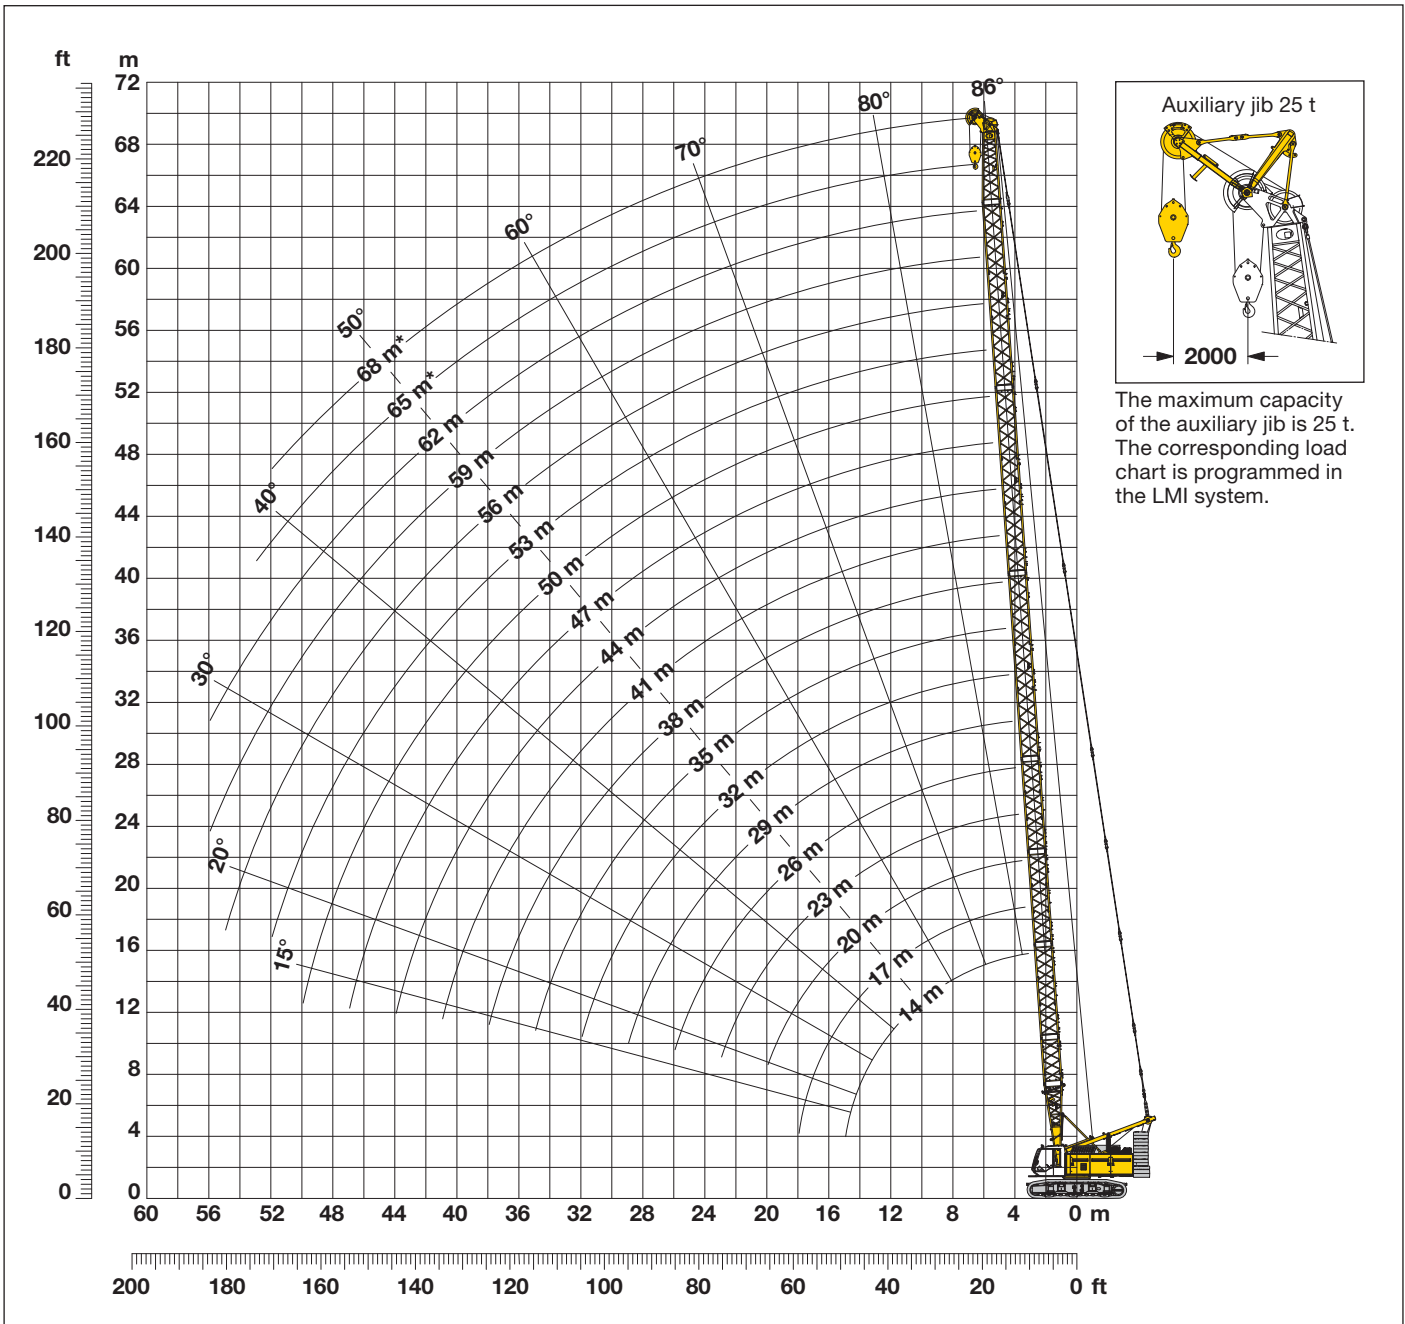 ft
m
72
68
64
60
56
52
48
44
40
36
32
28
24
20
16
12
8
4
0
220
200
180
160
140
120
100
80
60
40
20
0
86°
80°
70°
60°
50°
40°
30°
20°
15°
68 m*
65 m*
62 m
59 m
56 m
53 m
50 m
47 m
44 m
41 m
38 m
35 m
32 m
29 m
26 m
23 m
20 m
17 m
14 m
60 56 52 48 44 40 36 32 28 24 20 16 12 8 4 0 m
200 180 160 140 120 100 80 60 40 20 0 ft
Auxiliary jib 25 t
2000
The maximum capacity
of the auxiliary jib is 25 t.
The corresponding load
chart is programmed in
the LMI system.